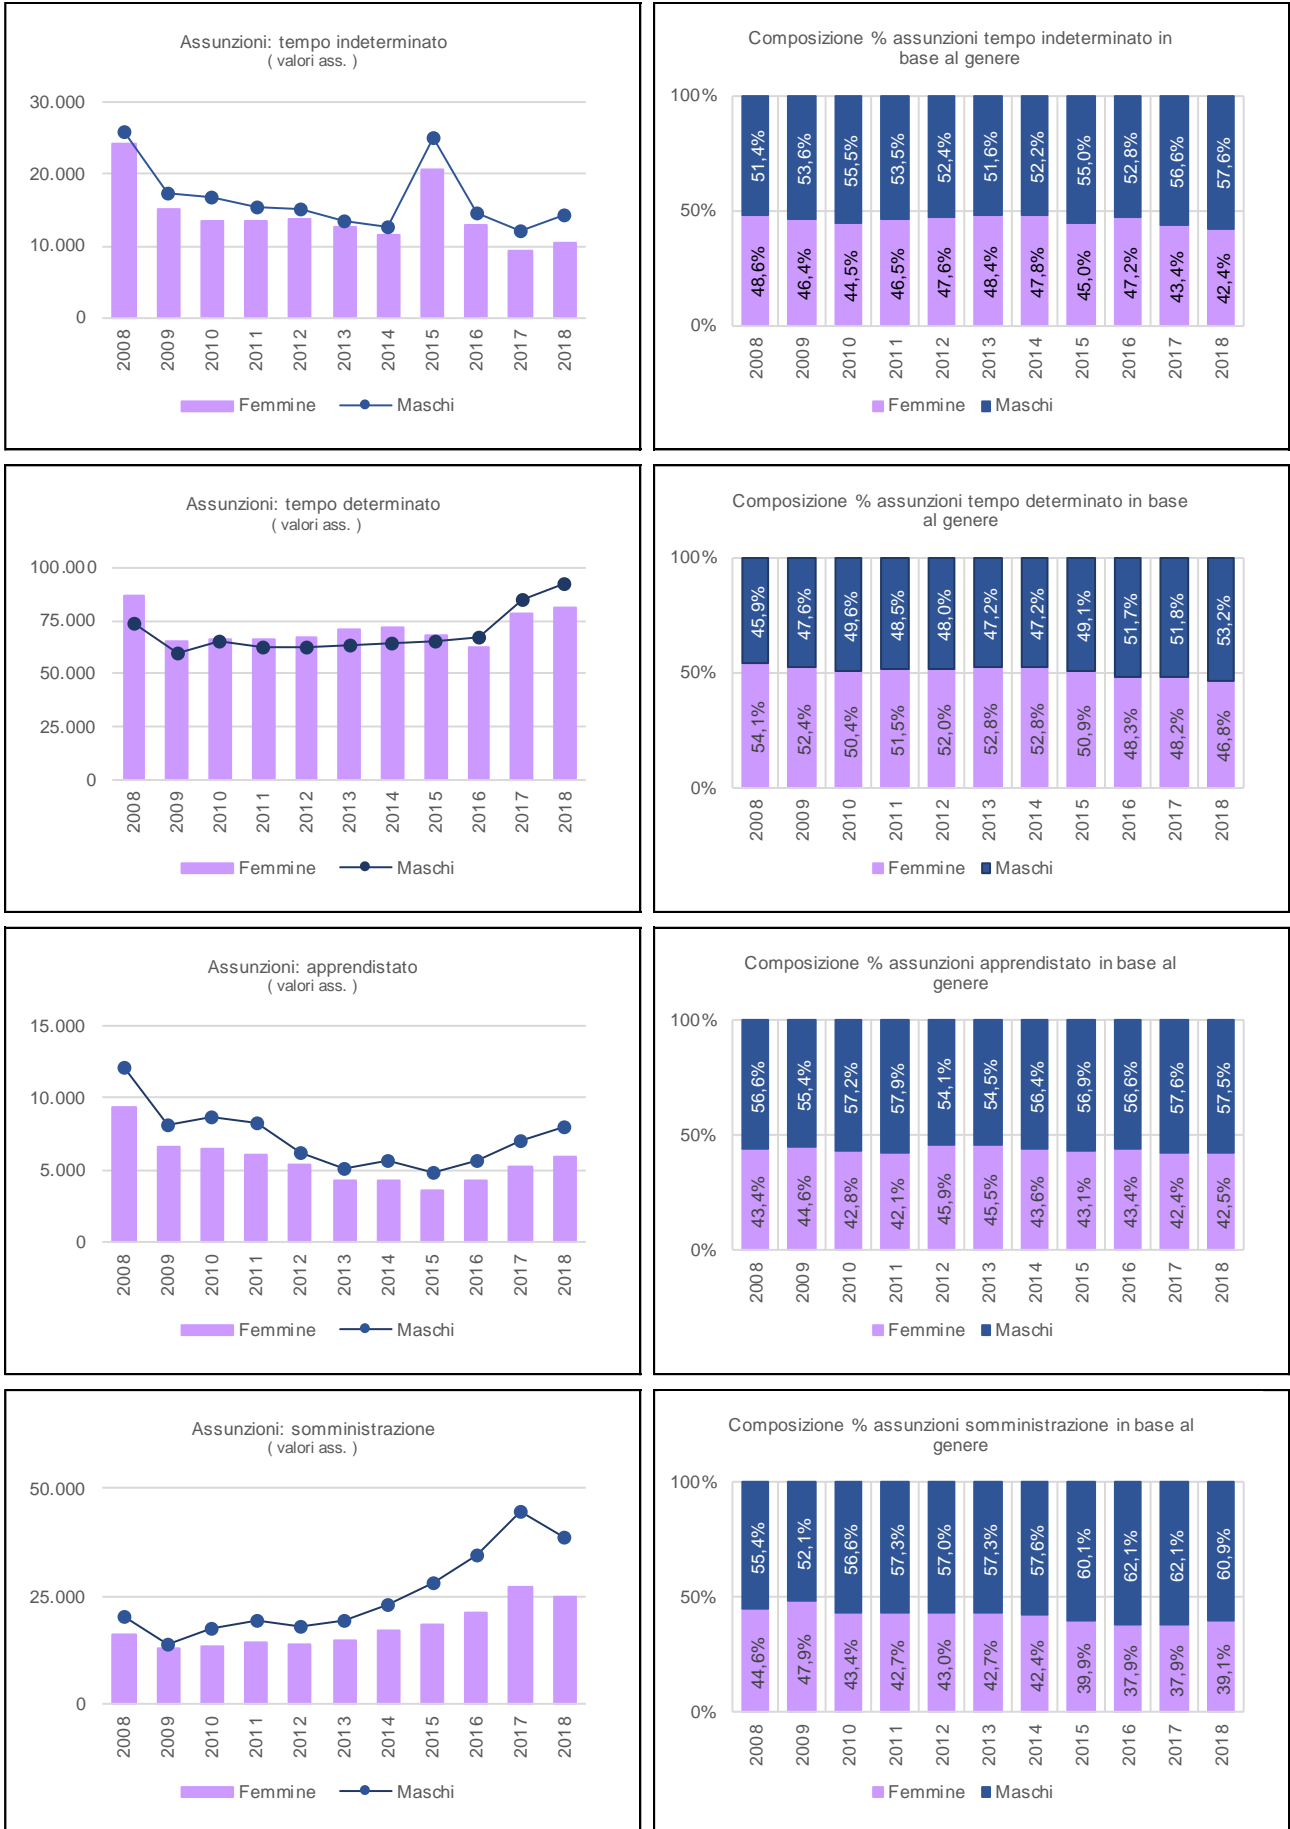 Assunzioni: tempo indeterminato
( valori ass. )
30.000
20.000
10.000
0
2008 2009 2010 2011 2012 2013 2014 2015 2016 2017 2018
Femmine Maschi
Composizione % assunzioni tempo indeterminato in
base al genere
100%
51,4% 53,6% 55,5% 53,5% 52,4% 51,6% 52,2% 55,0% 52,8% 56,6% 57,6%
50%
48,6% 46,4% 44,5% 46,5% 47,6% 48,4% 47,8% 45,0% 47,2% 43,4% 42,4%
0%
2008 2009 2010 2011 2012 2013 2014 2015 2016 2017 2018
Femmine Maschi
Assunzioni: tempo determinato
( valori ass. )
100.000
75.000
50.000
25.000
0
2008 2009 2010 2011 2012 2013 2014 2015 2016 2017 2018
Femmine Maschi
Composizione % assunzioni tempo determinato in base
al genere
100%
45,9% 47,6% 49,6% 48,5% 48,0% 47,2% 47,2% 49,1% 51,7% 51,8% 53,2%
50%
54,1% 52,4% 50,4% 51,5% 52,0% 52,8% 52,8% 50,9% 48,3% 48,2% 46,8%
0%
2008 2009 2010 2011 2012 2013 2014 2015 2016 2017 2018
Femmine Maschi
Assunzioni: apprendistato
( valori ass. )
15.000
10.000
5.000
0
2008 2009 2010 2011 2012 2013 2014 2015 2016 2017 2018
Femmine Maschi
Composizione % assunzioni apprendistato in base al
genere
100%
56,6% 55,4% 57,2% 57,9% 54,1% 54,5% 56,4% 56,9% 56,6% 57,6% 57,5%
50%
43,4% 44,6% 42,8% 42,1% 45,9% 45,5% 43,6% 43,1% 43,4% 42,4% 42,5%
0%
2008 2009 2010 2011 2012 2013 2014 2015 2016 2017 2018
Femmine Maschi
Assunzioni: somministrazione
( valori ass. )
50.000
25.000
0
2008 2009 2010 2011 2012 2013 2014 2015 2016 2017 2018
Femmine Maschi
Composizione % assunzioni somministrazione in base al
genere
100%
55,4% 52,1% 56,6% 57,3% 57,0% 57,3% 57,6% 60,1% 62,1% 62,1% 60,9%
50%
44,6% 47,9% 43,4% 42,7% 43,0% 42,7% 42,4% 39,9% 37,9% 37,9% 39,1%
0%
2008 2009 2010 2011 2012 2013 2014 2015 2016 2017 2018
Femmine Maschi